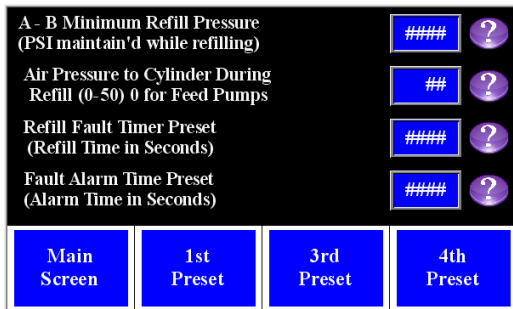 A - B Minimum Refill Pressure
(PSI maintain'd while refilling)
####
?
Air Pressure to Cylinder During
Refill (0-50) 0 for Feed Pumps
##
?
Refill Fault Timer Preset
(Refill Time in Seconds)
####
?
Fault Alarm Time Preset
(Alarm Time in Seconds)
####
?
Main
Screen
1st
Preset
3rd
Preset
4th
Preset